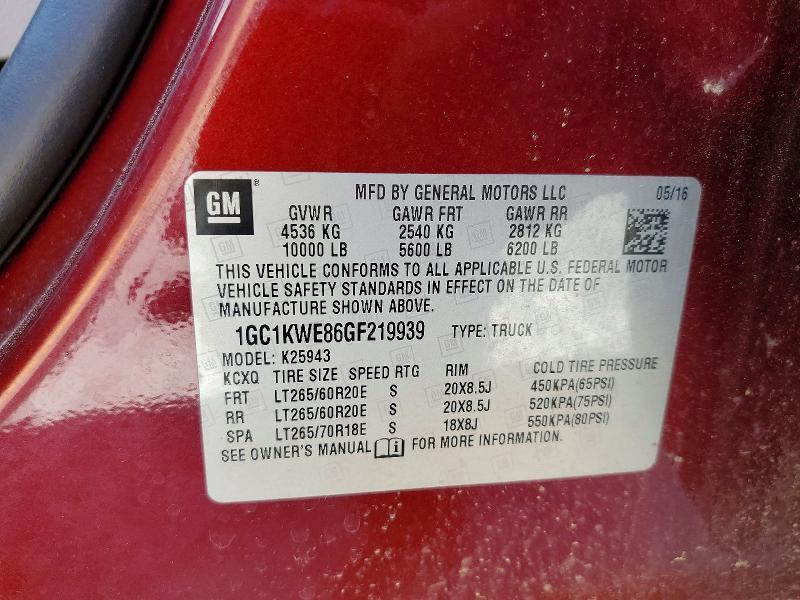 GM ® MFD BY GENERAL MOTORS LLC 05/16
GVWR GAWR FRT GAWR RR
4536 KG 2540 KG 2812 KG
10000 LB 5600 LB 6200 LB
THIS VEHICLE CONFORMS TO ALL APPLICABLE U.S. FEDERAL MOTOR
VEHICLE SAFETY STANDARDS IN EFFECT ON THE DATE OF
MANUFACTURE SHOWN ABOVE.
1GC1KWE86GF219939 TYPE: TRUCK
MODEL: K25943
KCXQ TIRE SIZE SPEED RTG RIM COLD TIRE PRESSURE
FRT LT265/60R20E S 20X8.5J 450KPA(65PSI)
RR LT265/60R20E S 20X8.5J 520KPA(75PSI)
SPA LT265/70R18E S 18X8J 550KPA(80PSI)
SEE OWNER'S MANUAL FOR MORE INFORMATION.